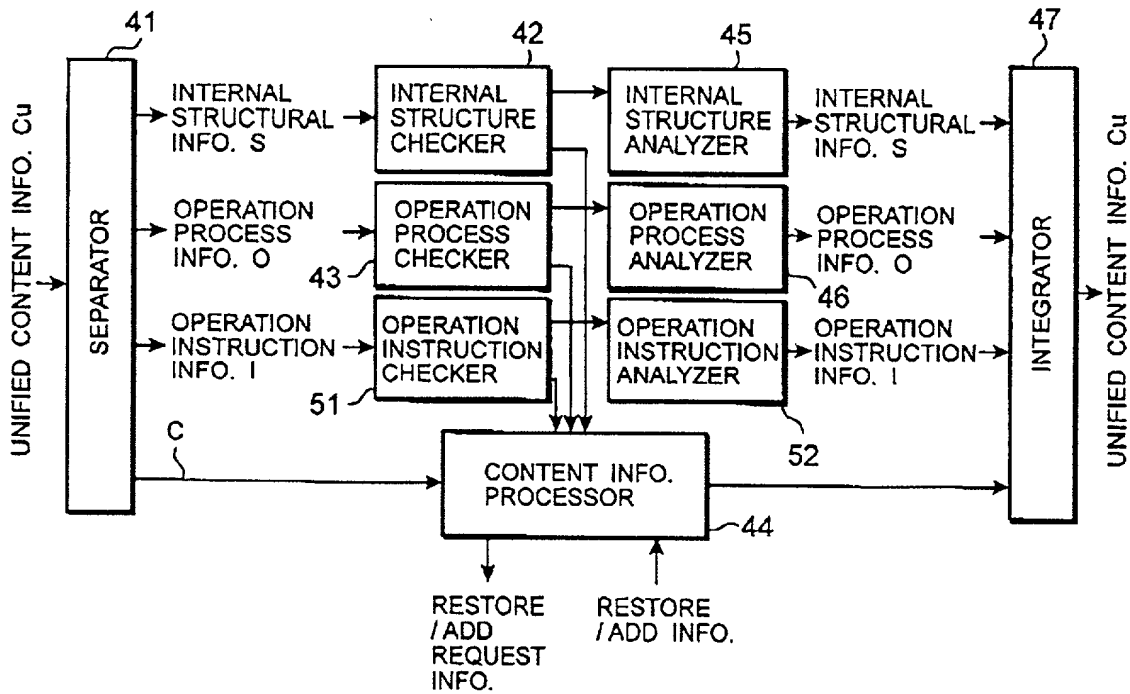 41
42
45
47
UNIFIED CONTENT INFO. Cu
SEPARATOR
INTERNAL
STRUCTURAL
INFO. S
INTERNAL
STRUCTURE
CHECKER
INTERNAL
STRUCTURE
ANALYZER
INTERNAL
STRUCTURAL
INFO. S
OPERATION
PROCESS
INFO. O
OPERATION
PROCESS
CHECKER
43
OPERATION
PROCESS
ANALYZER
46
OPERATION
PROCESS
INFO. O
OPERATION
INSTRUCTION
INFO. I
OPERATION
INSTRUCTION
CHECKER
51
OPERATION
INSTRUCTION
ANALYZER
52
OPERATION
INSTRUCTION
INFO. I
INTEGRATOR
UNIFIED CONTENT INFO. Cu
C
CONTENT INFO.
PROCESSOR
44
RESTORE
/ADD
REQUEST
INFO.
RESTORE
/ADD INFO.